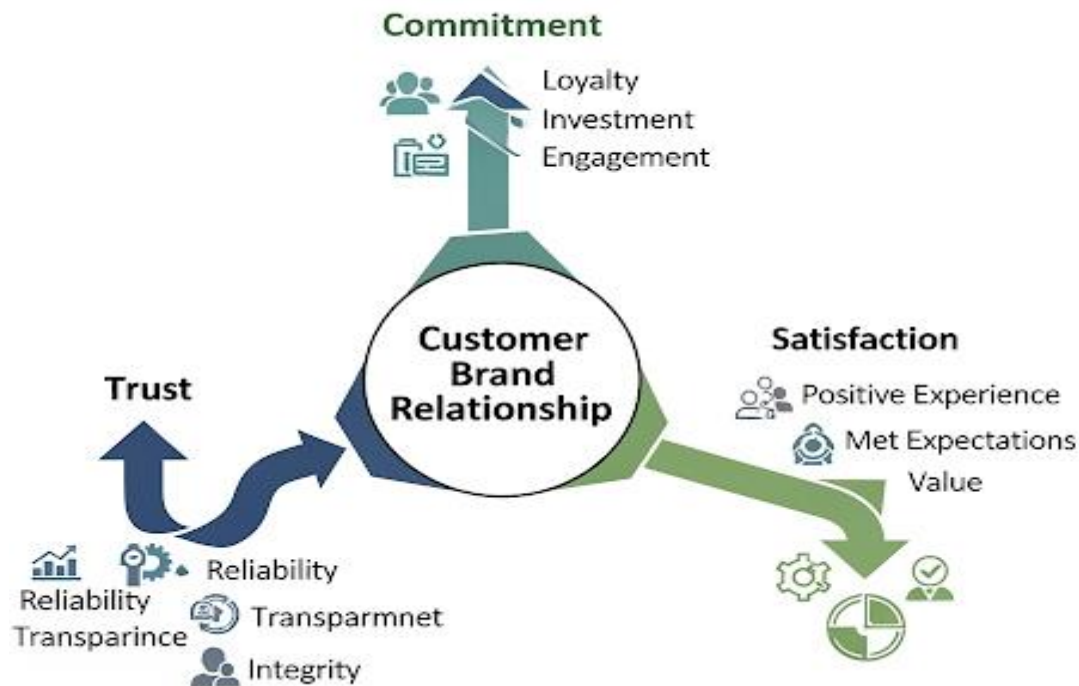 Commitment
Loyalty
Investment
Engagement
Customer
Brand
Relationship
Trust
Reliability
Transparince
Reliability
Transparmnet
Integrity
Satisfaction
Positive Experience
Met Expectations
Value